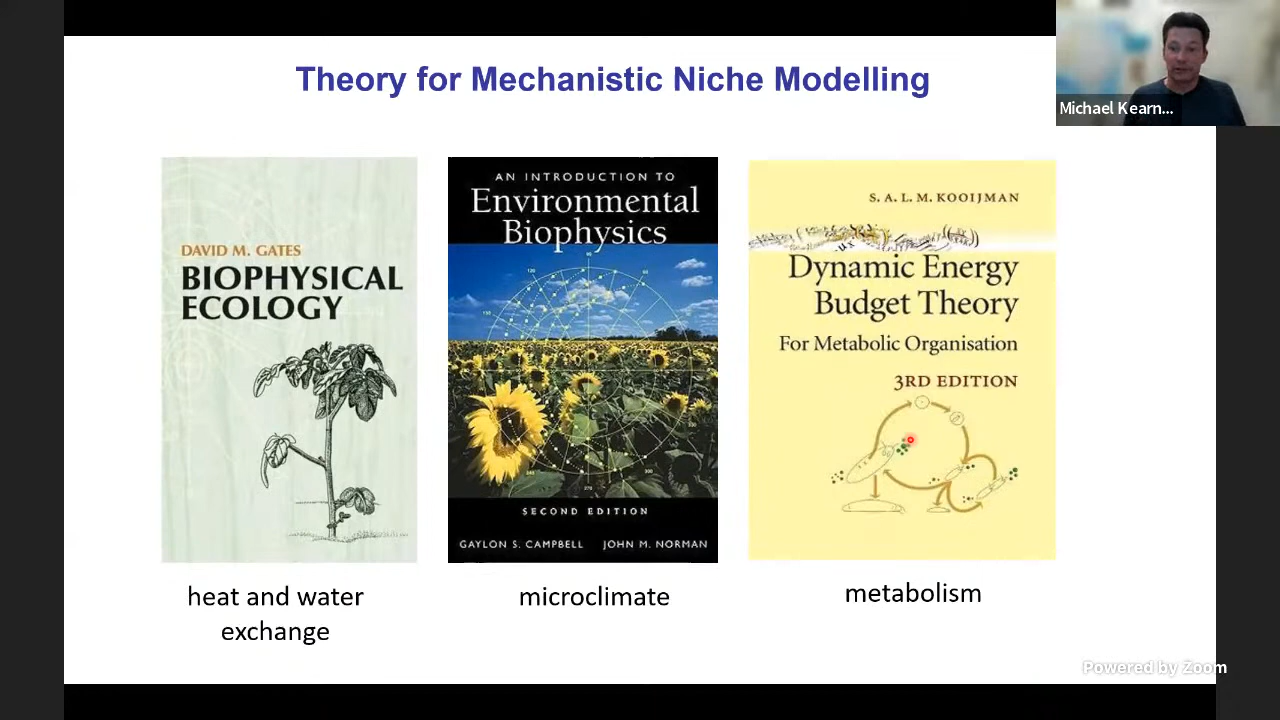 Theory for Mechanistic Niche Modelling
Michael Kearn...
DAVID M. GATES
BIOPHYSICAL
ECOLOGY
AN INTRODUCTION TO
Environmental
Biophysics
SECOND EDITION
GAYLON S. CAMPBELL JOHN M. NORMAN
S. A. L. M. KOOIJMAN
Dynamic Energy
Budget Theory
For Metabolic Organisation
3RD EDITION
heat and water
exchange
microclimate
metabolism
Powered by Zoom